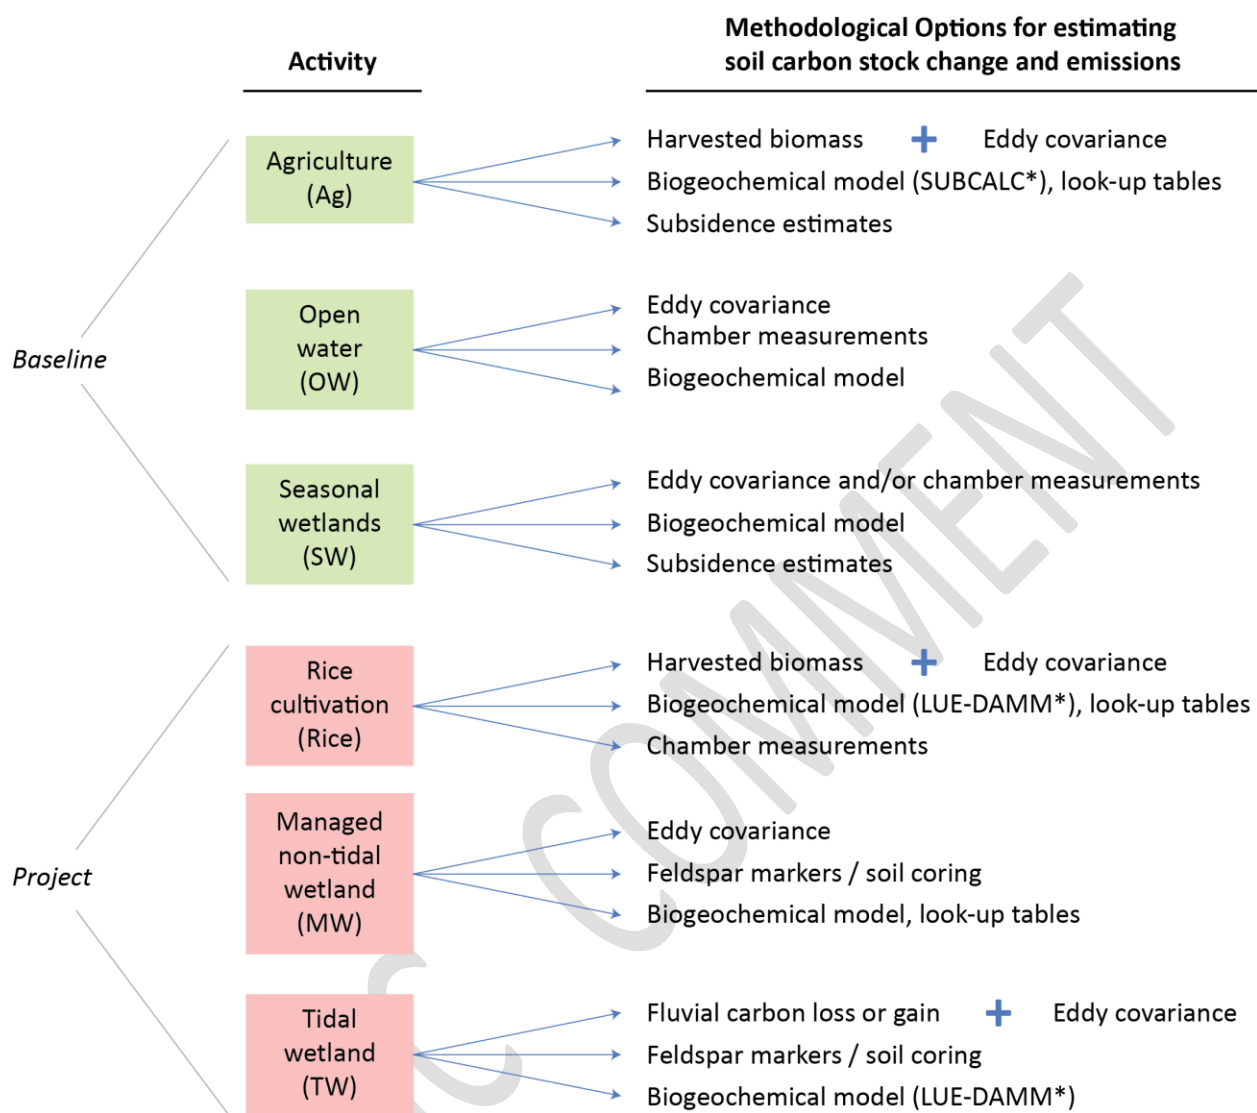 Activity
Methodological Options for estimating
soil carbon stock change and emissions
Baseline
Agriculture
(Ag)
Harvested biomass + Eddy covariance
Biogeochemical model (SUBCALC*), look-up tables
Subsidence estimates
Open
water
(OW)
Eddy covariance
Chamber measurements
Biogeochemical model
Seasonal
wetlands
(SW)
Eddy covariance and/or chamber measurements
Biogeochemical model
Subsidence estimates
Project
Rice
cultivation
(Rice)
Harvested biomass + Eddy covariance
Biogeochemical model (LUE-DAMM*), look-up tables
Chamber measurements
Managed
non-tidal
wetland
(MW)
Eddy covariance
Feldspar markers / soil coring
Biogeochemical model, look-up tables
Tidal
wetland
(TW)
Fluvial carbon loss or gain + Eddy covariance
Feldspar markers / soil coring
Biogeochemical model (LUE-DAMM*)
COMMENT